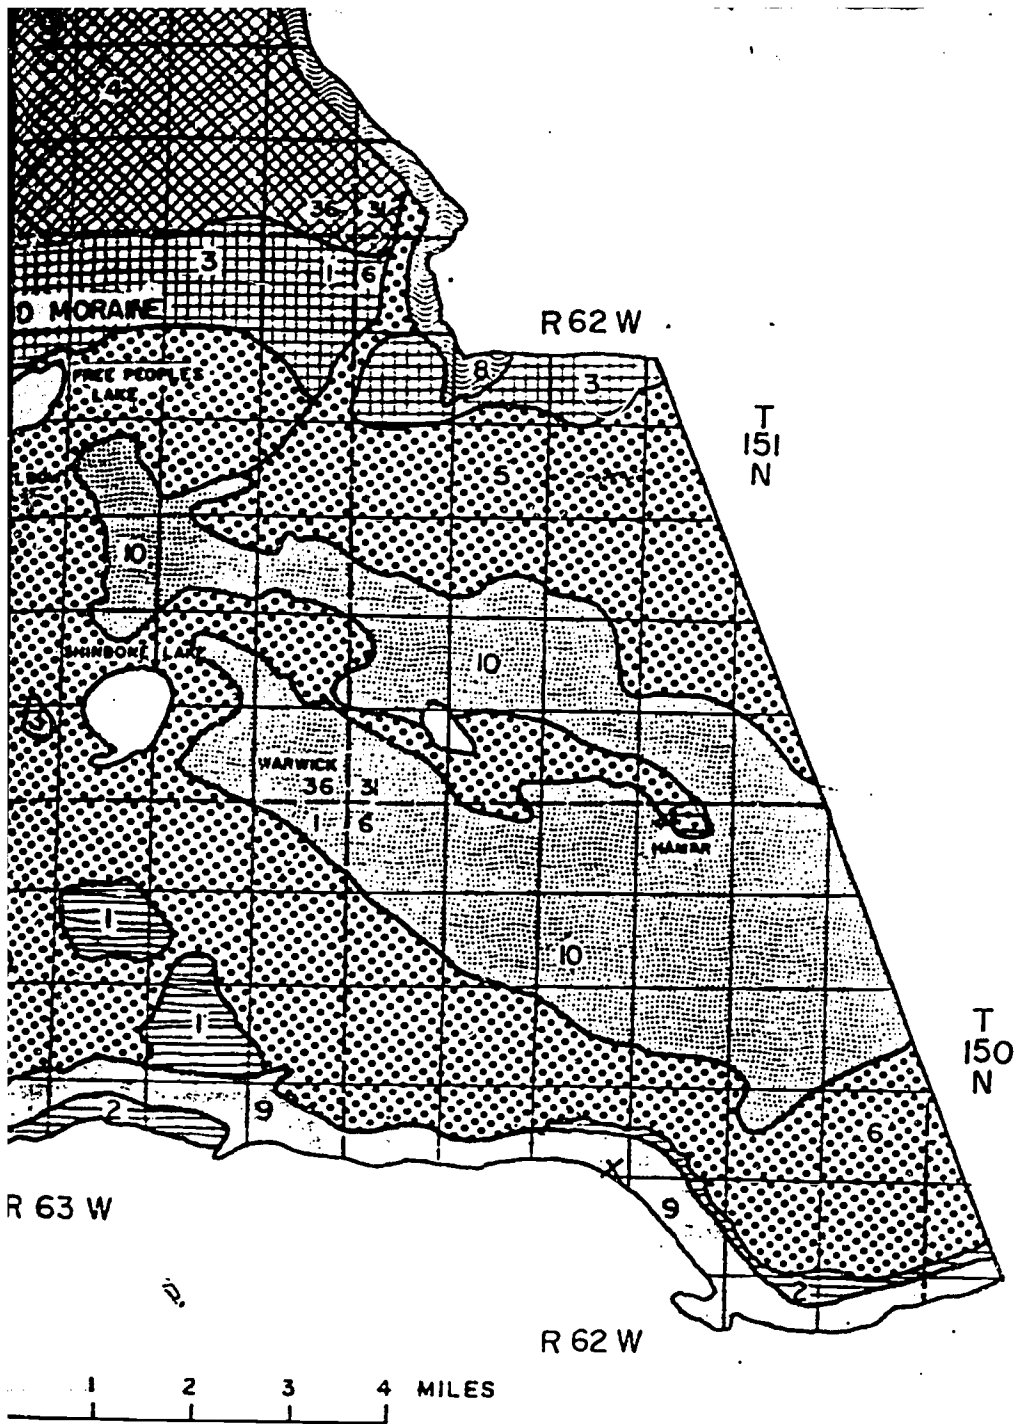 4
36 31
3 1 6
D MORAINE
R 62 W
8
3
FREE PEOPLES
LAKE
T
151
N
5
10
SHINBONE LAKE
10
WARWICK
36 31
1 6
HAMAR
1
10
1
T
150
N
2
9
6
R 63 W
9
2
R 62 W
1 2 3 4 MILES